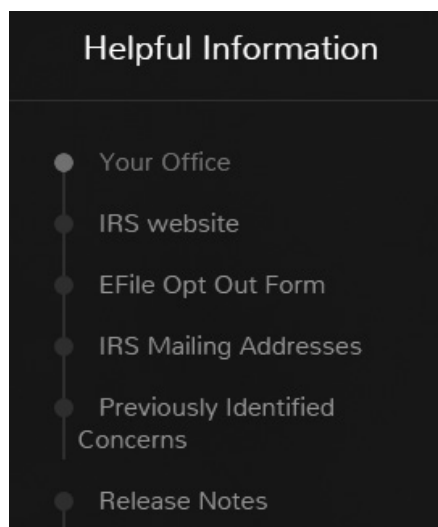 Helpful Information
Your Office
IRS website
EFile Opt Out Form
IRS Mailing Addresses
Previously Identified
Concerns
Release Notes